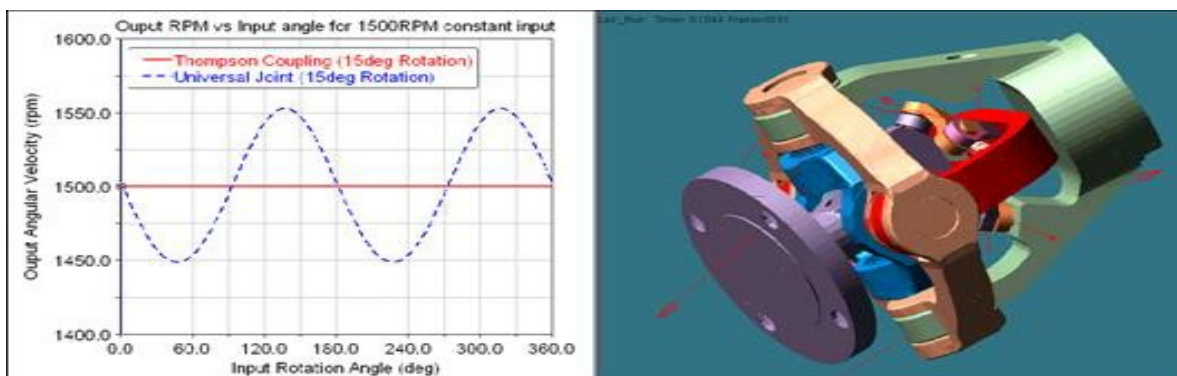 Ouput RPM vs Input angle for 1500RPM constant input
1600.0
Thompson Coupling (15deg Rotation)
Universal Joint (15deg Rotation)
1550.0
1500.0
1450.0
1400.0
Ouput Angular Velocity (rpm)
0.0 60.0 120.0 180.0 240.0 300.0 360.0
Input Rotation Angle (deg)